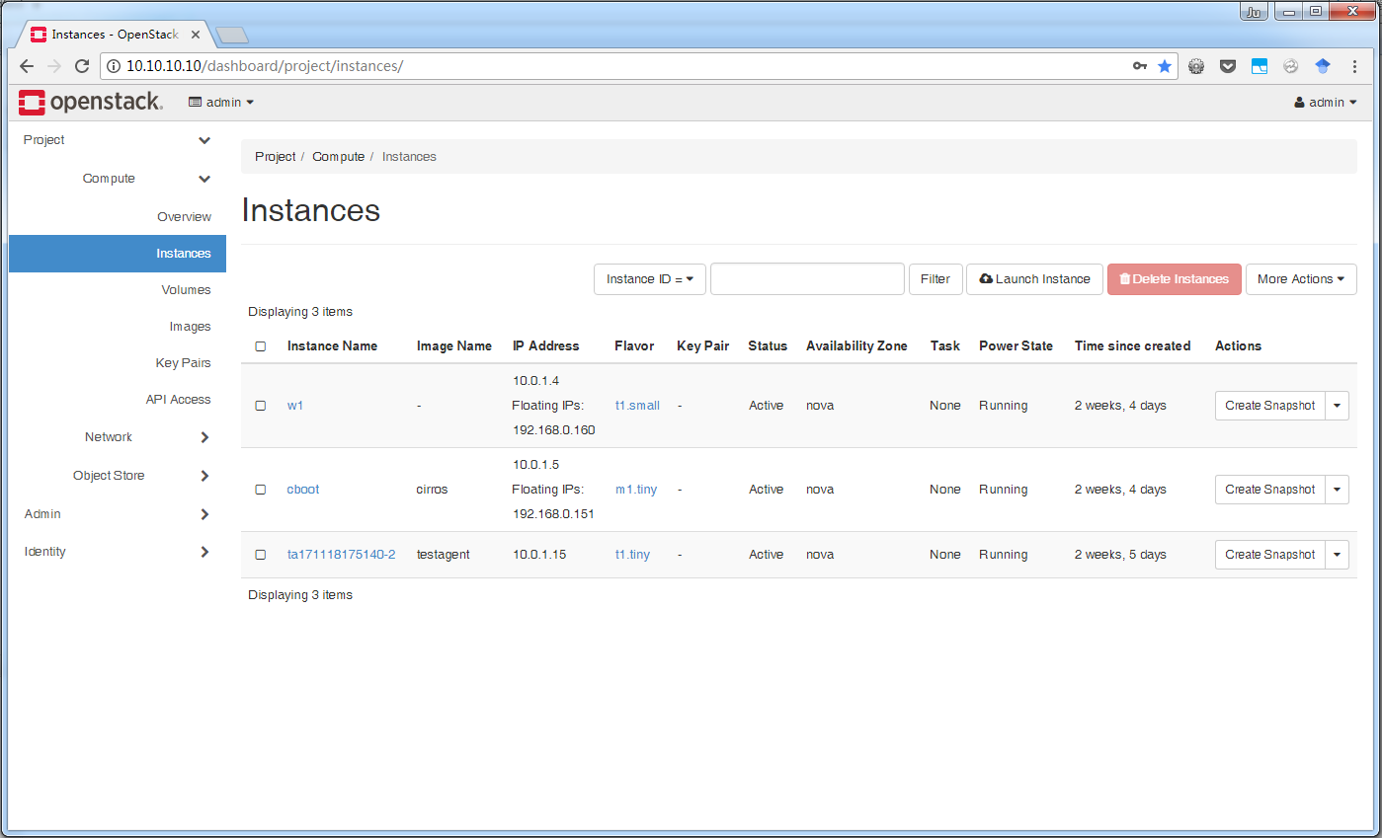 Ju
Instances - OpenStack
10.10.10.10/dashboard/project/instances/
openstack. admin admin
Project
Compute
Overview
Instances
Volumes
Images
Key Pairs
API Access
Network
Object Store
Admin
Identity
Project / Compute / Instances
Instances
Instance ID = Filter Launch Instance Delete Instances More Actions
Displaying 3 items
Instance Name Image Name IP Address Flavor Key Pair Status Availability Zone Task Power State Time since created Actions
10.0.1.4
w1 - Floating IPs: t1.small - Active nova None Running 2 weeks, 4 days Create Snapshot
192.168.0.160
10.0.1.5
cboot cirros Floating IPs: m1.tiny - Active nova None Running 2 weeks, 4 days Create Snapshot
192.168.0.151
ta171118175140-2 testagent 10.0.1.15 t1.tiny - Active nova None Running 2 weeks, 5 days Create Snapshot
Displaying 3 items